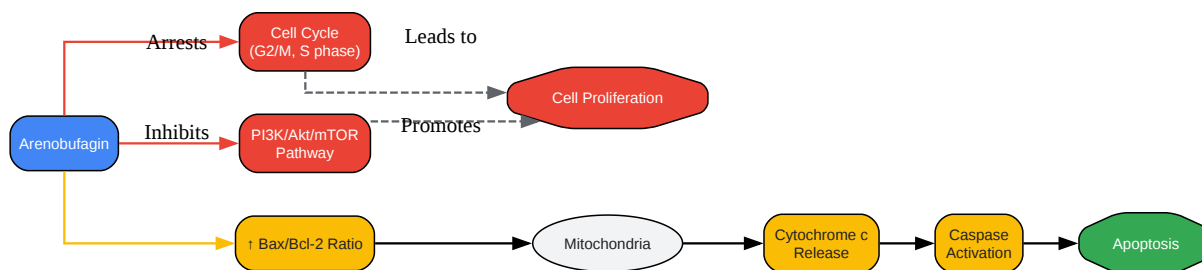 Arrests
Cell Cycle
(G2/M, S phase)
Leads to
Cell Proliferation
Arenobufagin
Inhibits
PI3K/Akt/mTOR
Pathway
Promotes
↑ Bax/Bcl-2 Ratio
Mitochondria
Cytochrome c
Release
Caspase
Activation
Apoptosis